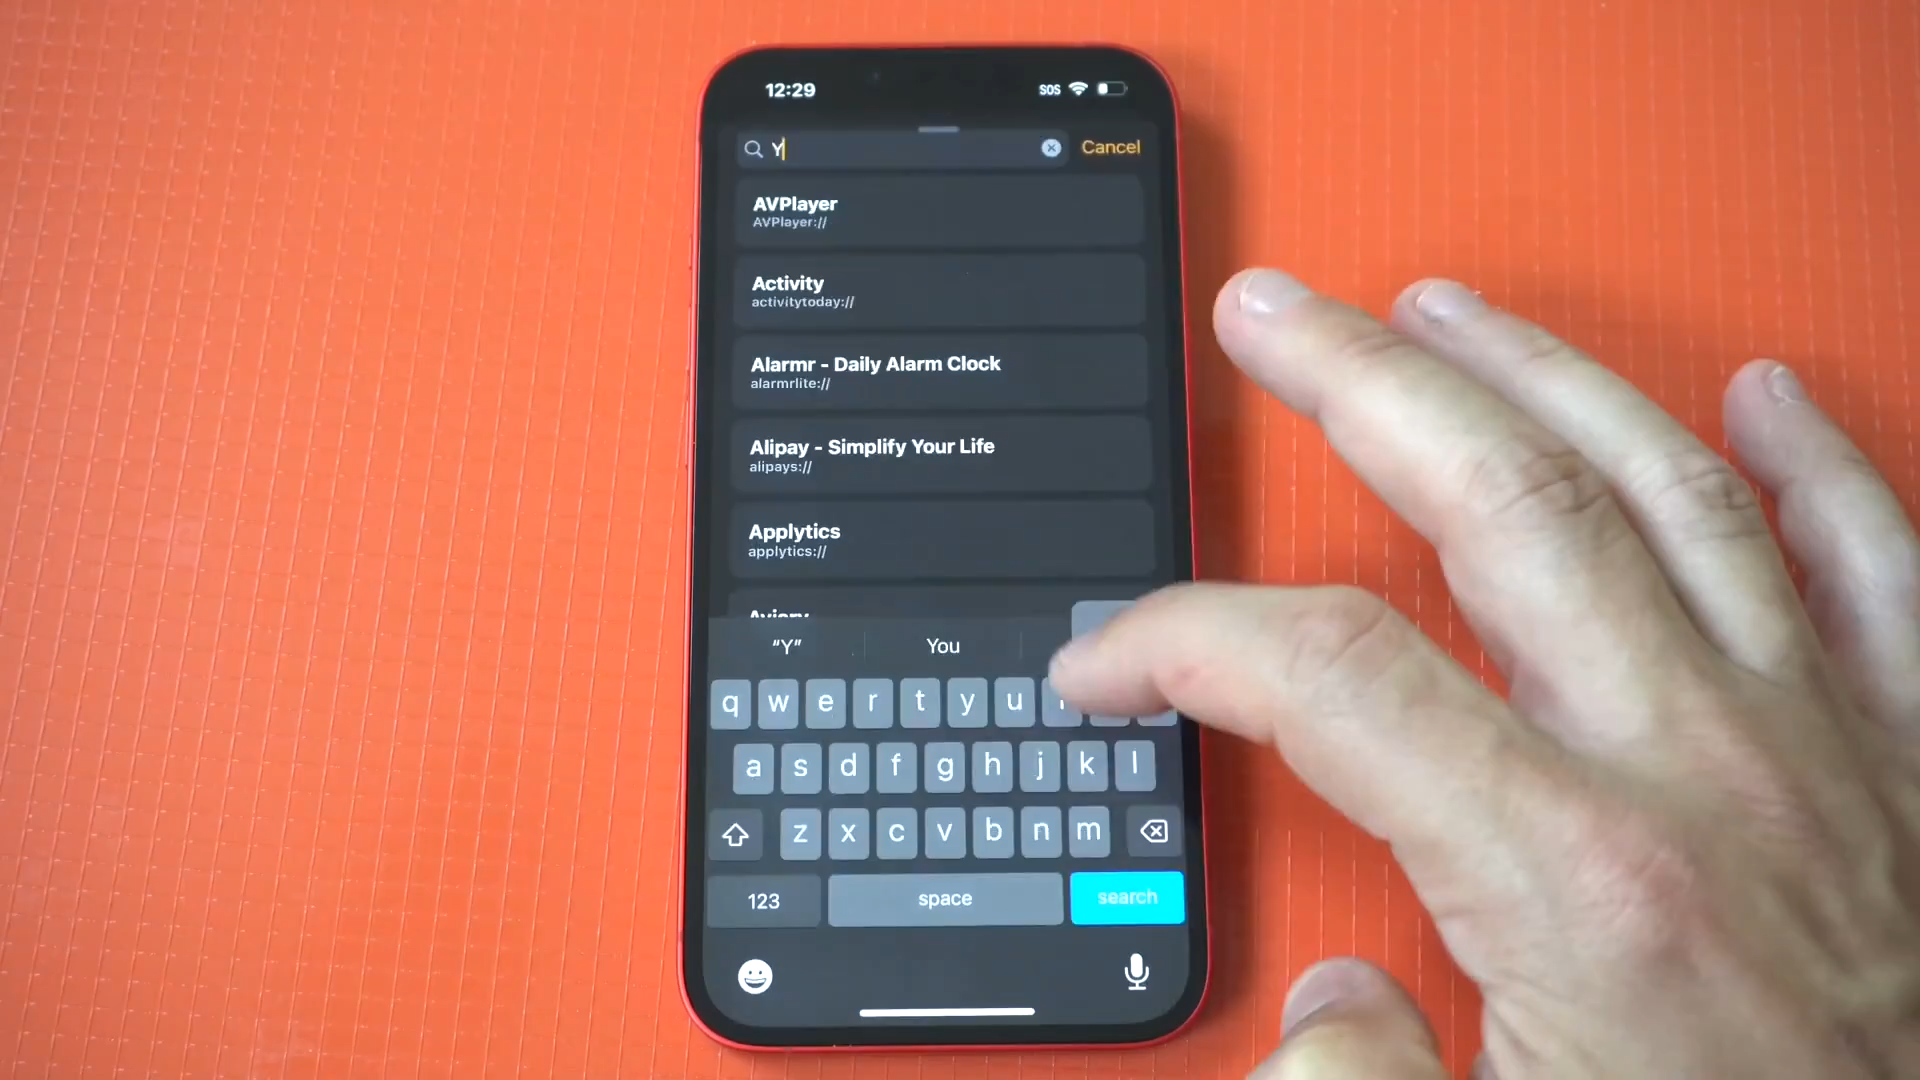 12:29
SOS
Y
Cancel
AVPlayer
AVPlayer://
Activity
activitytoday://
Alarmr - Daily Alarm Clock
alarmrlite://
Alipay - Simplify Your Life
alipays://
Applytics
applytics://
Aviary
"Y" You
q w e r t y u
a s d f g h j k l
z x c v b n m
123 space search